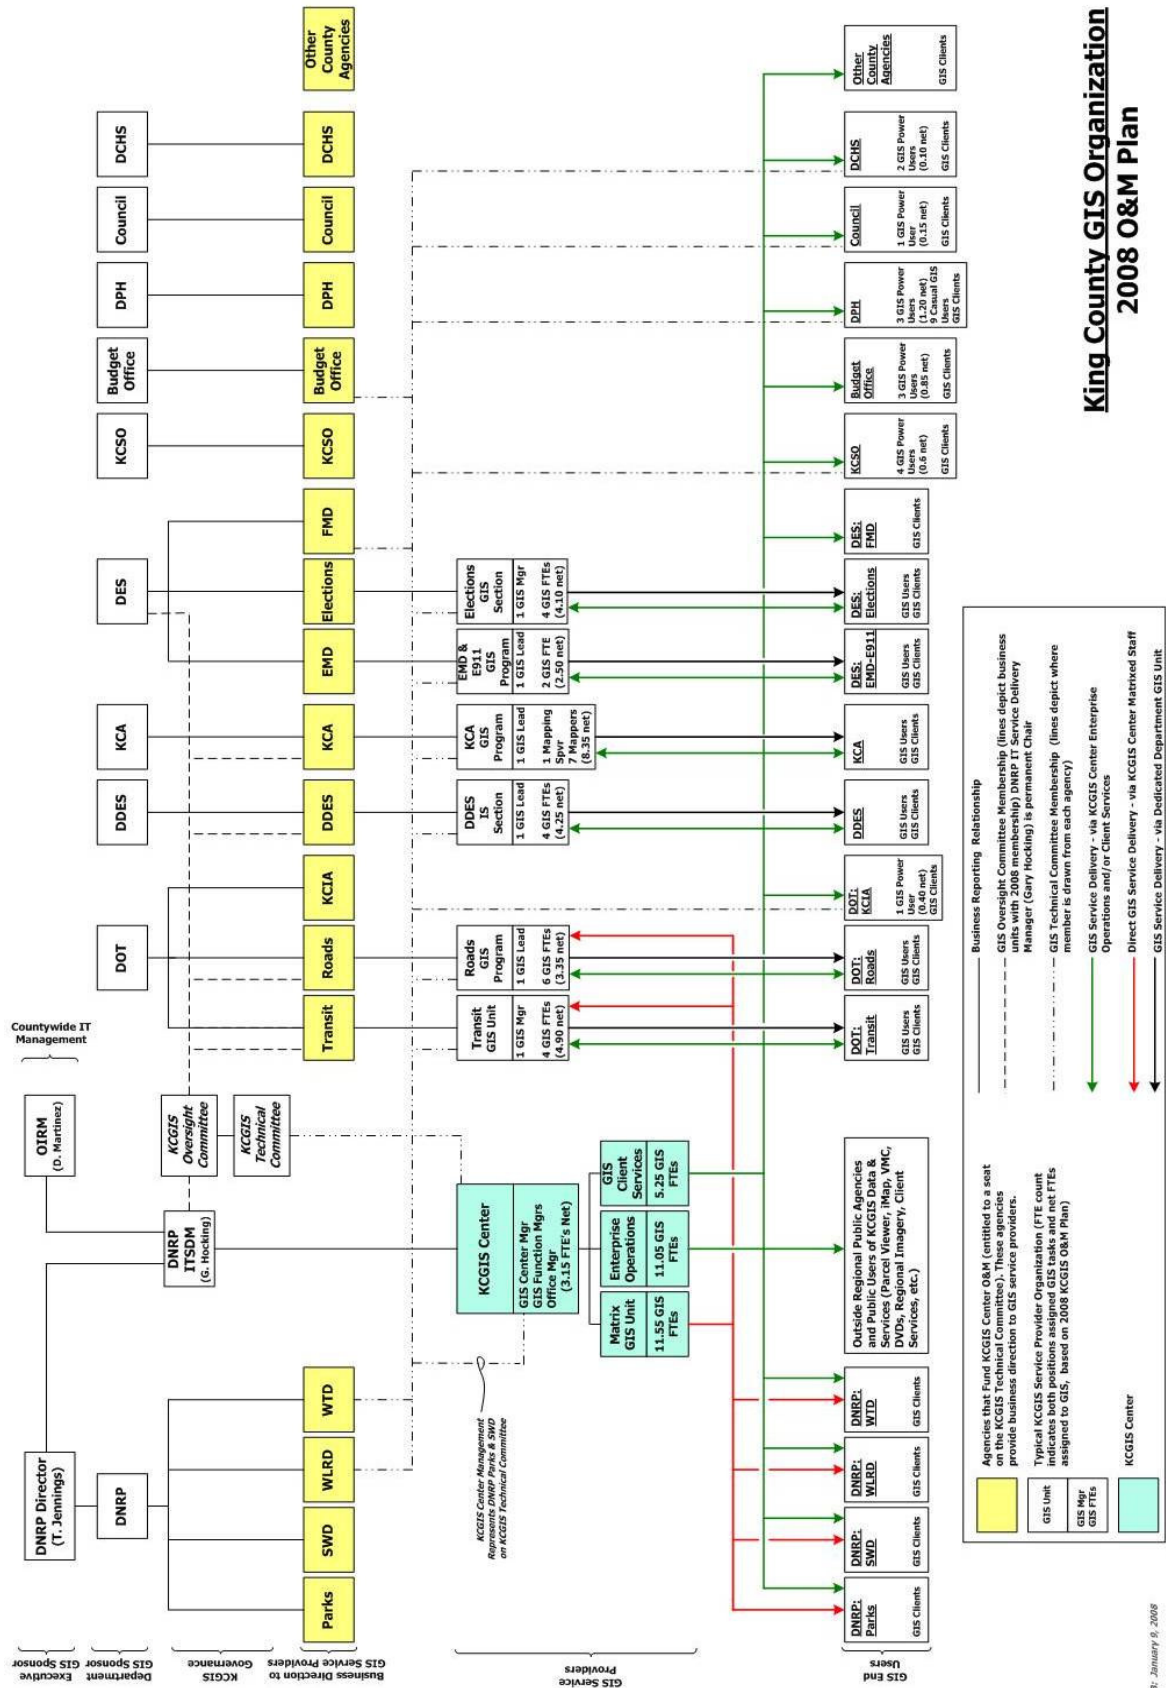 King County GIS Organization
2008 O&M Plan
Countywide IT
Management
Executive
GIS Sponsor
DNRP Director
(T. Jennings)
OIRM
(D. Martinez)
Department
GIS Sponsor
DNRP
DOT
DDES
KCA
DES
KCSO
Budget
Office
DPH
Council
DCHS
KCGIS
Governance
DNRP
ITSDM
(G. Hocking)
KCGIS
Oversight
Committee
KCGIS
Technical
Committee
Business Direction to
GIS Service Providers
Parks
SWD
WLRD
WTD
Transit
Roads
KCIA
DDES
KCA
EMD
Elections
FMD
KCSO
Budget
Office
DPH
Council
DCHS
Other
County
Agencies
GIS Service
Providers
KCGIS Center Management
Represents DNRP Parks & SWD
on KCGIS Technical Committee
KCGIS Center
GIS Center Mgr
GIS Function Mgrs
Office Mgr
(3.15 FTE's Net)
Matrix
GIS Unit
11.55 GIS
FTEs
Enterprise
Operations
11.05 GIS
FTEs
GIS
Client
Services
5.25 GIS
FTEs
Transit
GIS Unit
1 GIS Mgr
4 GIS FTEs
(4.90 net)
Roads
GIS
Program
1 GIS Lead
6 GIS FTEs
(3.35 net)
DDES
IS
Section
1 GIS Lead
4 GIS FTEs
(4.25 net)
KCA
GIS
Program
1 GIS Lead
1 Mapping
Spvr
7 Mappers
(8.35 net)
EMD &
E911
GIS
Program
1 GIS Lead
2 GIS FTE
(2.50 net)
Elections
GIS
Section
1 GIS Mgr
4 GIS FTEs
(4.10 net)
GIS End
Users
DNRP:
Parks
GIS Clients
DNRP:
SWD
GIS Clients
DNRP:
WLRD
GIS Clients
DNRP:
WTD
GIS Clients
Outside Regional Public Agencies
and Public Users of KCGIS Data &
Services (Parcel Viewer, iMap, VMC,
DVDs, Regional Imagery, Client
Services, etc.)
DOT:
Transit
GIS Users
GIS Clients
DOT:
Roads
GIS Users
GIS Clients
DOT:
KCIA
1 GIS Power
User
(0.40 net)
GIS Clients
DDES
GIS Users
GIS Clients
KCA
GIS Users
GIS Clients
DES:
EMD-E911
GIS Users
GIS Clients
DES:
Elections
GIS Users
GIS Clients
DES:
FMD
GIS Clients
KCSO
4 GIS Power
Users
(0.6 net)
GIS Clients
Budget
Office
3 GIS Power
Users
(0.85 net)
GIS Clients
DPH
3 GIS Power
Users
(1.20 net)
9 Casual GIS
Users
GIS Clients
Council
1 GIS Power
User
(0.15 net)
GIS Clients
DCHS
2 GIS Power
Users
(0.10 net)
GIS Clients
Other
County
Agencies
GIS Clients
Agencies that Fund KCGIS Center O&M (entitled to a seat
on the KCGIS Technical Committee). These agencies
provide business direction to GIS service providers.
GIS Unit
GIS Mgr
GIS FTEs
Typical KCGIS Service Provider Organization (FTE count
indicates both positions assigned GIS tasks and net FTEs
assigned to GIS, based on 2008 KCGIS O&M Plan)
KCGIS Center
Business Reporting Relationship
GIS Oversight Committee Membership (lines depict business
units with 2008 membership) DNRP IT Service Delivery
Manager (Gary Hocking) is permanent Chair
GIS Technical Committee Membership (lines depict where
member is drawn from each agency)
GIS Service Delivery - via KCGIS Center Enterprise
Operations and/or Client Services
Direct GIS Service Delivery - via KCGIS Center Matrixed Staff
GIS Service Delivery - via Dedicated Department GIS Unit
January 9, 2008